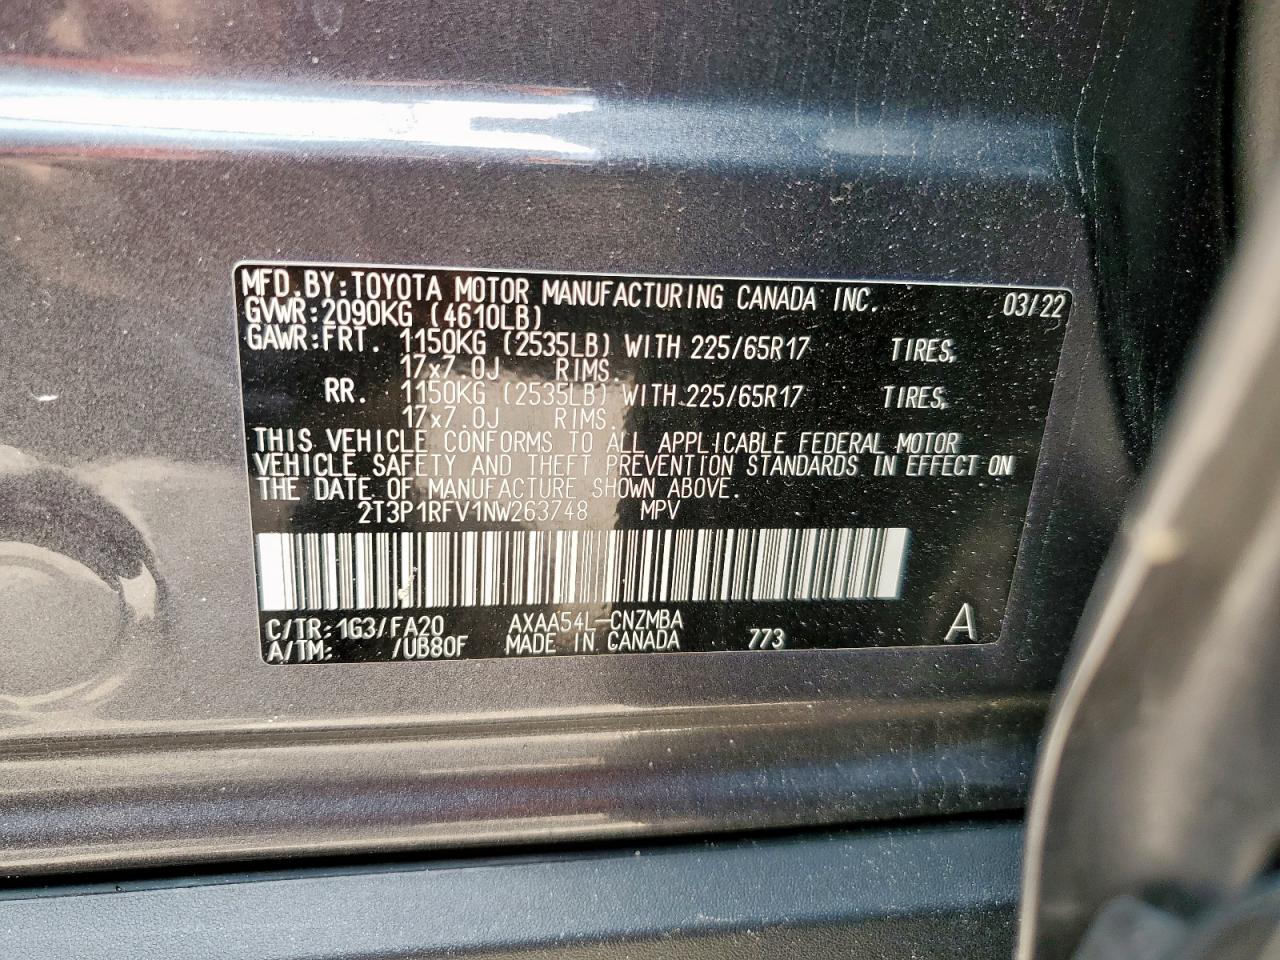 MFD. BY: TOYOTA MOTOR MANUFACTURING CANADA INC. 03/22
GVWR: 2090KG (4610LB)
GAWR: FRT. 1150KG (2535LB) WITH 225/65R17 TIRES,
17x7.0J RIMS.
RR. 1150KG (2535LB) WITH 225/65R17 TIRES,
17x7.0J RIMS.
THIS VEHICLE CONFORMS TO ALL APPLICABLE FEDERAL MOTOR
VEHICLE SAFETY AND THEFT PREVENTION STANDARDS IN EFFECT ON
THE DATE OF MANUFACTURE SHOWN ABOVE.
2T3P1RFV1NW263748 MPV
C/TR: 1G3/FA20 AXAA54L-CNZMBA
A/TM: /UB80F MADE IN CANADA 773 A